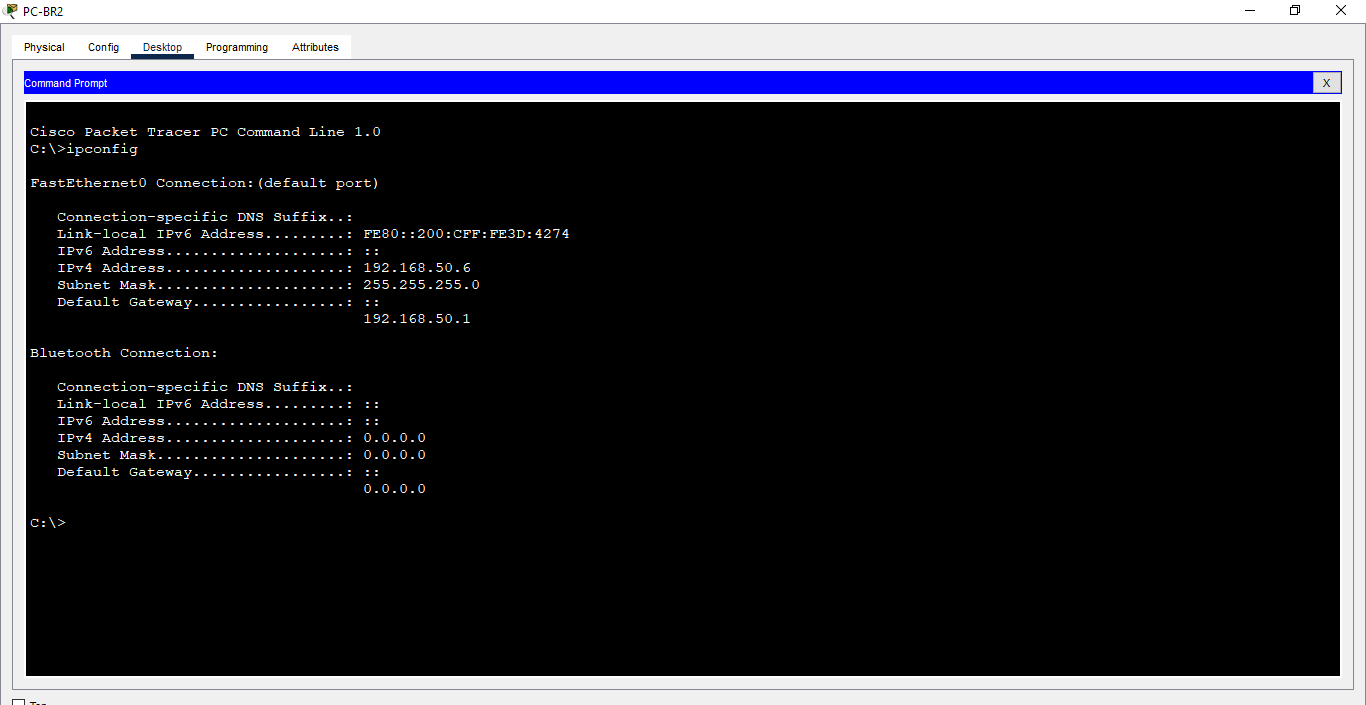 PC-BR2
Physical Config Desktop Programming Attributes
Command Prompt X
Cisco Packet Tracer PC Command Line 1.0
C:\>ipconfig
FastEthernet0 Connection:(default port)
Connection-specific DNS Suffix..:
Link-local IPv6 Address.........: FE80::200:CFF:FE3D:4274
IPv6 Address....................: ::
IPv4 Address....................: 192.168.50.6
Subnet Mask.....................: 255.255.255.0
Default Gateway.................: ::
192.168.50.1
Bluetooth Connection:
Connection-specific DNS Suffix..:
Link-local IPv6 Address.........: ::
IPv6 Address....................: ::
IPv4 Address....................: 0.0.0.0
Subnet Mask.....................: 0.0.0.0
Default Gateway.................: ::
0.0.0.0
C:\>